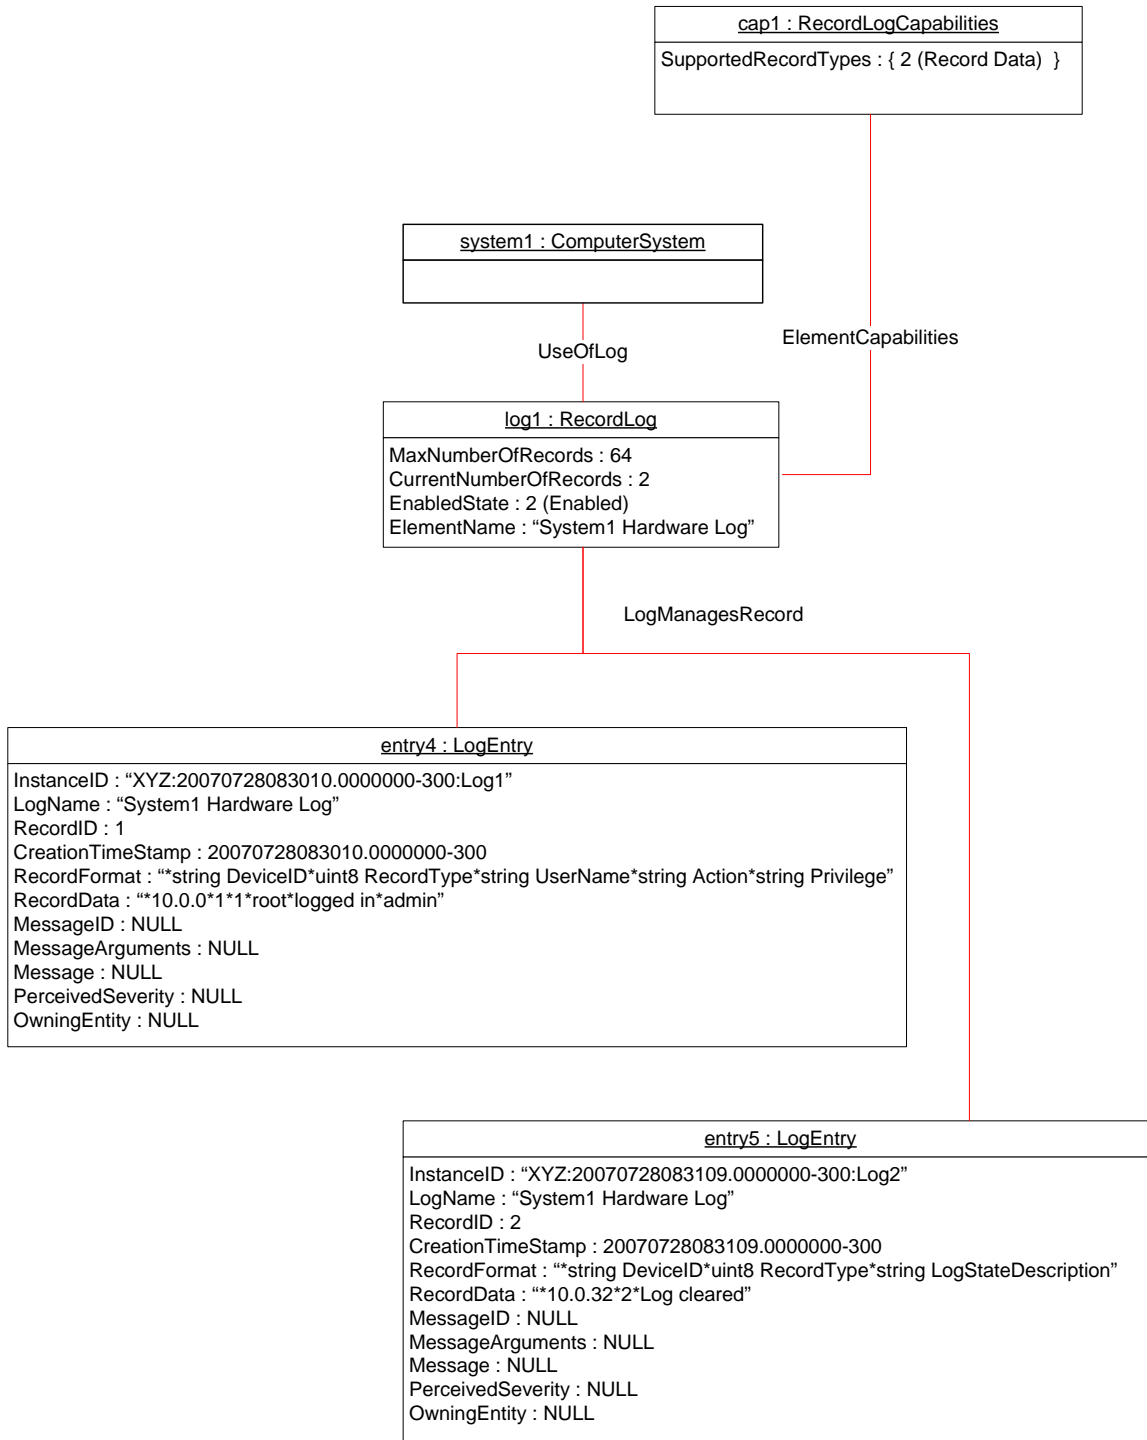 cap1 : RecordLogCapabilities
SupportedRecordTypes : { 2 (Record Data)  }
system1 : ComputerSystem
ElementCapabilities
UseOfLog
log1 : RecordLog
MaxNumberOfRecords : 64
CurrentNumberOfRecords : 2
EnabledState : 2 (Enabled)
ElementName : “System1 Hardware Log”
LogManagesRecord
entry4 : LogEntry
InstanceID : “XYZ:20070728083010.0000000-300:Log1”
LogName : “System1 Hardware Log”
RecordID : 1
CreationTimeStamp : 20070728083010.0000000-300
RecordFormat : “*string DeviceID*uint8 RecordType*string UserName*string Action*string Privilege”
RecordData : “*10.0.0*1*1*root*logged in*admin”
MessageID : NULL
MessageArguments : NULL
Message : NULL
PerceivedSeverity : NULL
OwningEntity : NULL
entry5 : LogEntry
InstanceID : “XYZ:20070728083109.0000000-300:Log2”
LogName : “System1 Hardware Log”
RecordID : 2
CreationTimeStamp : 20070728083109.0000000-300
RecordFormat : “*string DeviceID*uint8 RecordType*string LogStateDescription”
RecordData : “*10.0.32*2*Log cleared”
MessageID : NULL
MessageArguments : NULL
Message : NULL
PerceivedSeverity : NULL
OwningEntity : NULL